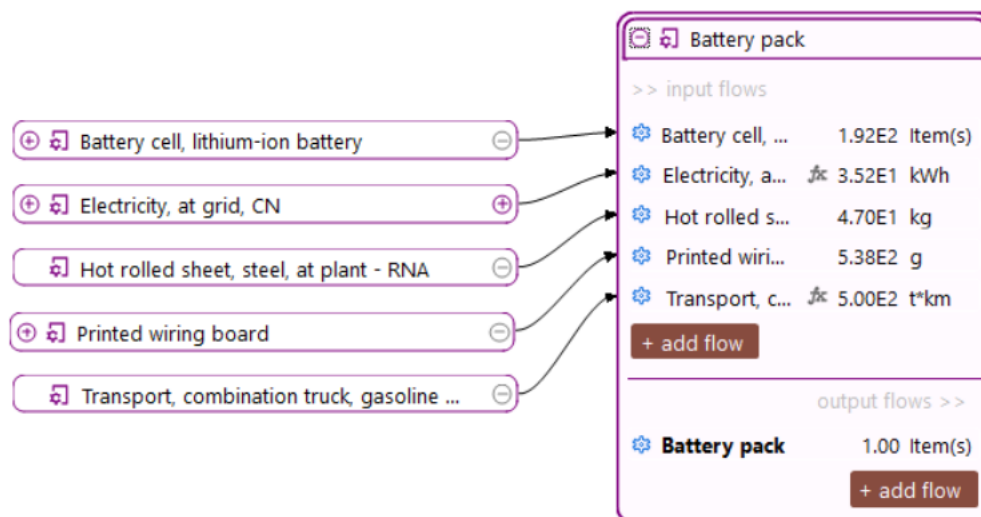 Battery pack
>> input flows
Battery cell, lithium-ion battery
Battery cell, ... 1.92E2 Item(s)
Electricity, at grid, CN
Electricity, a... fx 3.52E1 kWh
Hot rolled sheet, steel, at plant - RNA
Hot rolled s... 4.70E1 kg
Printed wiring board
Printed wiri... 5.38E2 g
Transport, combination truck, gasoline ...
Transport, c... fx 5.00E2 t*km
+ add flow
output flows >>
Battery pack 1.00 Item(s)
+ add flow